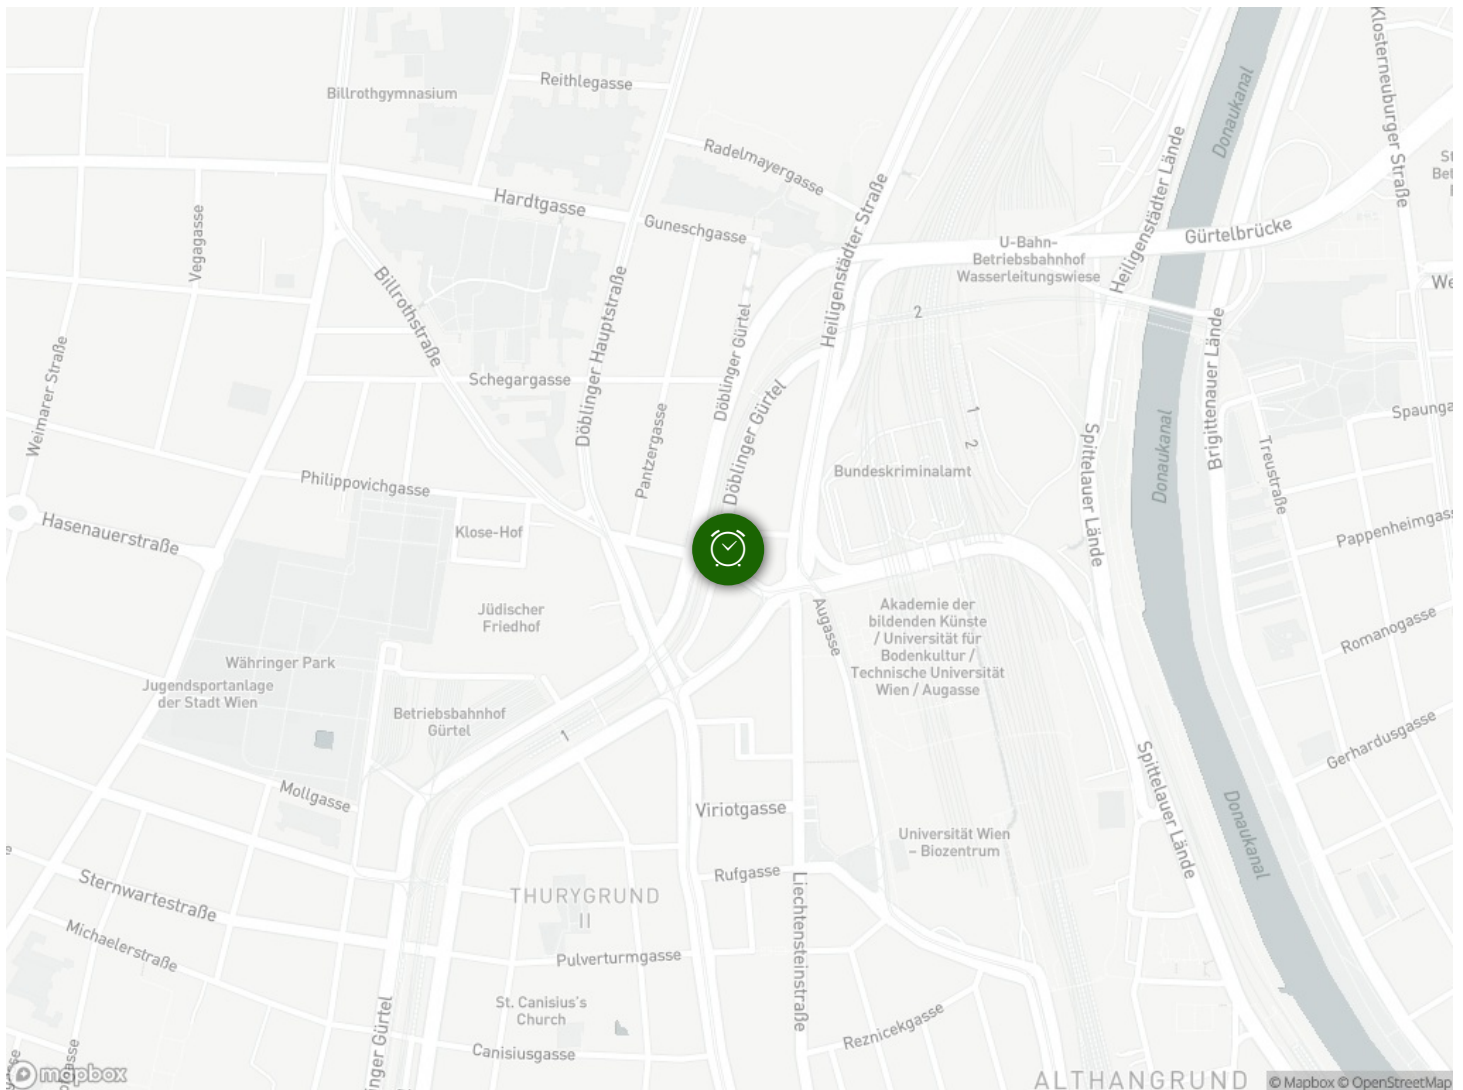 Reithlegasse
Billrothgymnasium
Radelmayergasse
Klosterneuburger Straße
Donaukanal
Heiligenstädter Lände
Heiligenstädter Straße
Hardtgasse
Guneschgasse
Vegagasse
Gürtelbrücke
U-Bahn-
Betriebsbahnhof
Wasserleitungswiese
Billrothstraße
Döblinger Hauptstraße
Döblinger Gürtel
2
Weimarer Straße
Schegargasse
Döblinger Gürtel
Brigittenauer Lände
1
2
Spaunga
Pantzergasse
Bundeskriminalamt
Spittelauer Lände
Donaukanal
Treustraße
Philippovichgasse
Hasenauerstraße
Klose-Hof
Pappenheimgass
Jüdischer
Friedhof
Augasse
Akademie der
bildenden Künste
/ Universität für
Bodenkultur /
Technische Universität
Wien / Augasse
Romanogasse
Währinger Park
Jugendsportanlage
der Stadt Wien
Betriebsbahnhof
Gürtel
1
Gerhardusgasse
Mollgasse
Viriotgasse
Spittelauer Lände
Donaukanal
Universität Wien
– Biozentrum
Rufgasse
Sternwartestraße
THURYGRUND
II
Liechtensteinstraße
Michaelerstraße
Pulverturmgasse
St. Canisius's
Church
Reznicekgasse
Canisiusgasse
inger Gürtel
ALTHANGRUND
mapbox
© Mapbox © OpenStreetMap